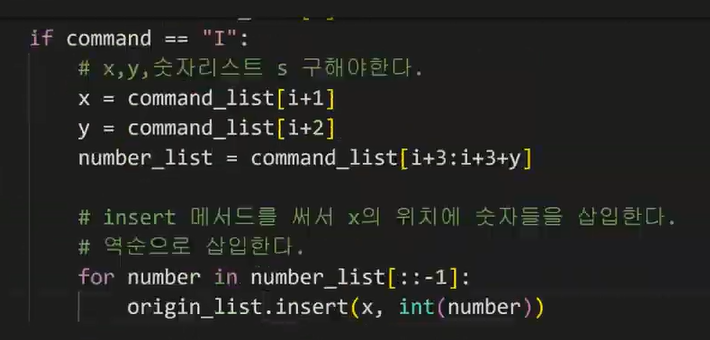 if command == "I":
# x,y,숫자리스트 s 구해야한다.
x = command_list[i+1]
y = command_list[i+2]
number_list = command_list[i+3:i+3+y]
# insert 메서드를 써서 x의 위치에 숫자들을 삽입한다.
# 역순으로 삽입한다.
for number in number_list[::-1]:
origin_list.insert(x, int(number))